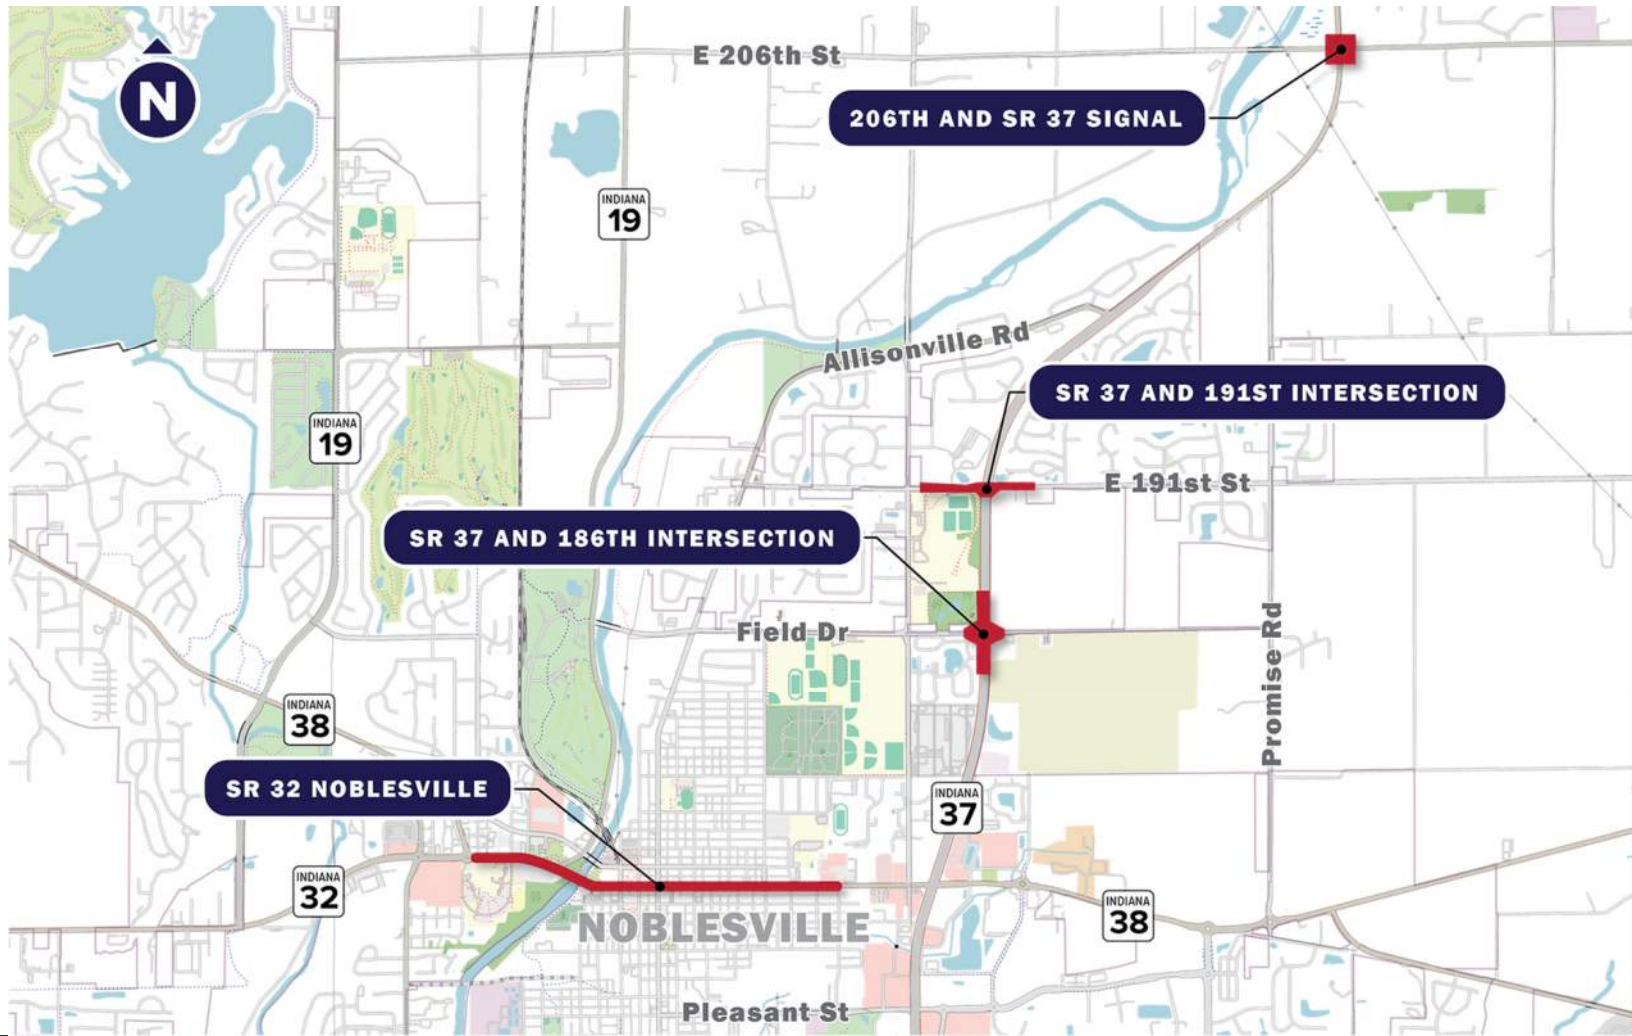 E 206th St
N
206TH AND SR 37 SIGNAL
INDIANA
19
Allisonville Rd
SR 37 AND 191ST INTERSECTION
INDIANA
19
E 191st St
SR 37 AND 186TH INTERSECTION
Field Dr
Promise Rd
INDIANA
38
SR 32 NOBLESVILLE
INDIANA
37
INDIANA
32
INDIANA
38
NOBLESVILLE
Pleasant St